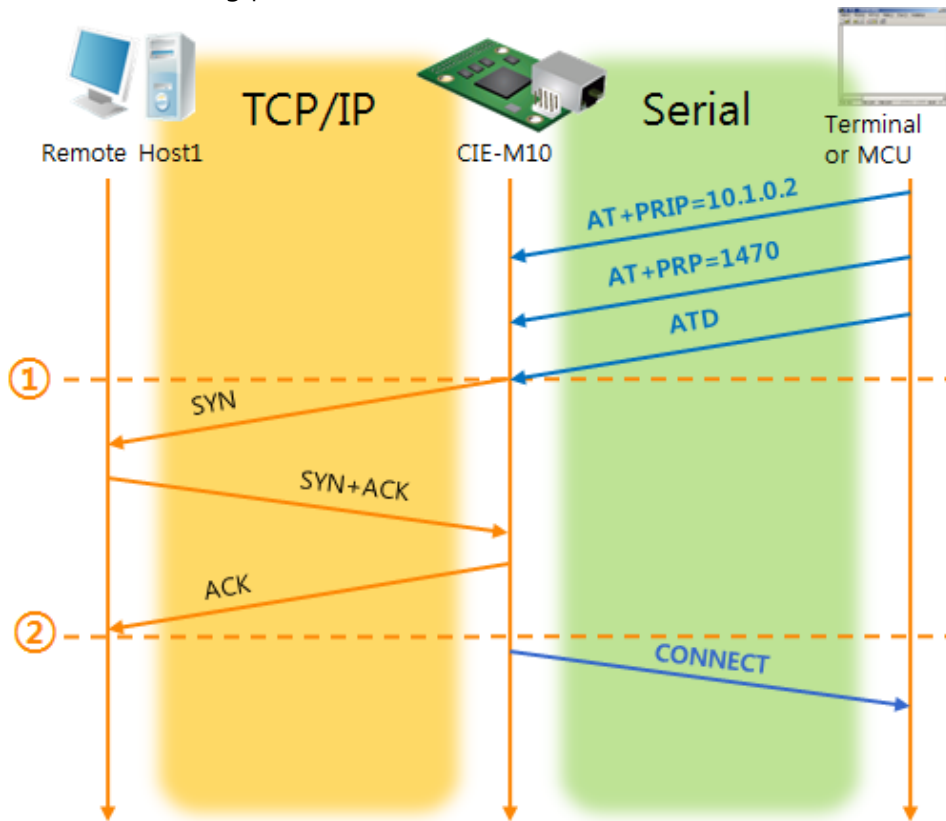 TCP/IP
Serial
Remote Host1
CIE-M10
Terminal
or MCU
AT+PRIP=10.1.0.2
AT+PRP=1470
ATD
①
SYN
SYN+ACK
ACK
②
CONNECT